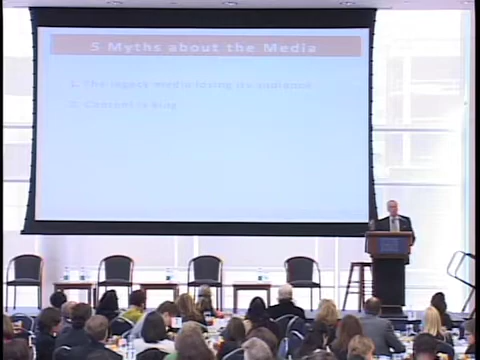 5 Myths about the Media
1. The legacy media losing its audience
2. Content is king